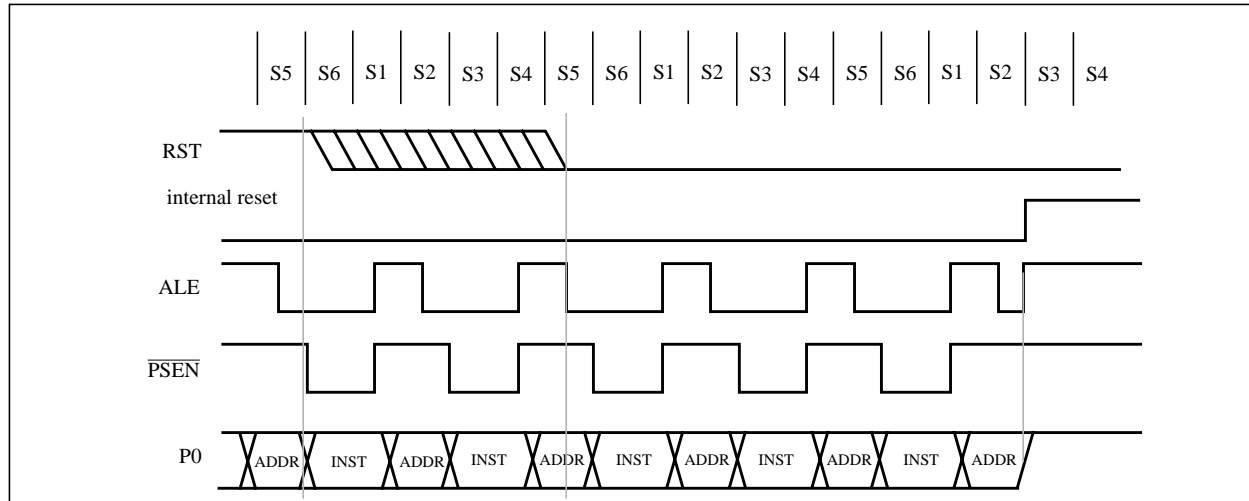 S5 S6 S1 S2 S3 S4 S5 S6 S1 S2 S3 S4 S5 S6 S1 S2 S3 S4
RST
internal reset
ALE
PSEN
P0 ADDR INST ADDR INST ADDR INST ADDR INST ADDR INST ADDR